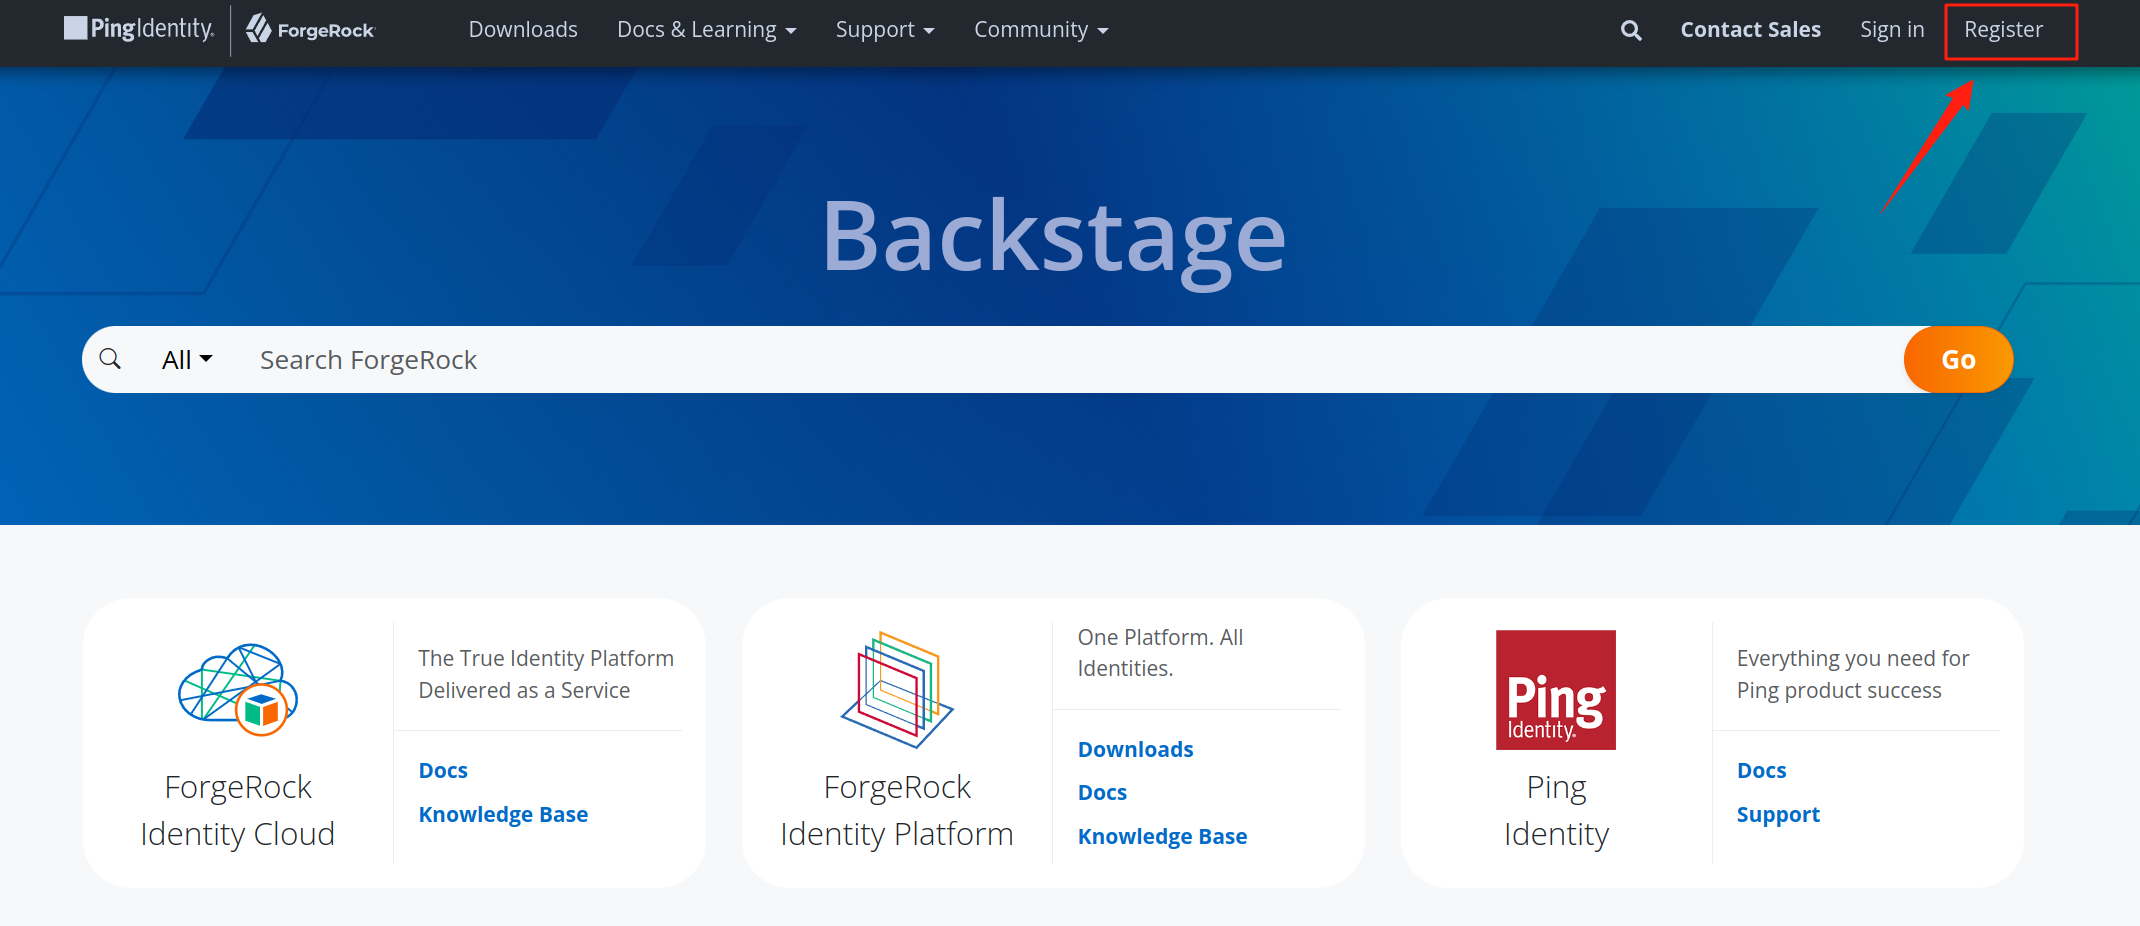 PingIdentity. ForgeRock Downloads Docs & Learning Support Community Contact Sales Sign in Register
Backstage
All Search ForgeRock Go
The True Identity Platform
Delivered as a Service
Docs
Knowledge Base
ForgeRock
Identity Cloud
One Platform. All
Identities.
Downloads
Docs
Knowledge Base
ForgeRock
Identity Platform
Ping
Identity.
Everything you need for
Ping product success
Docs
Support
Ping
Identity